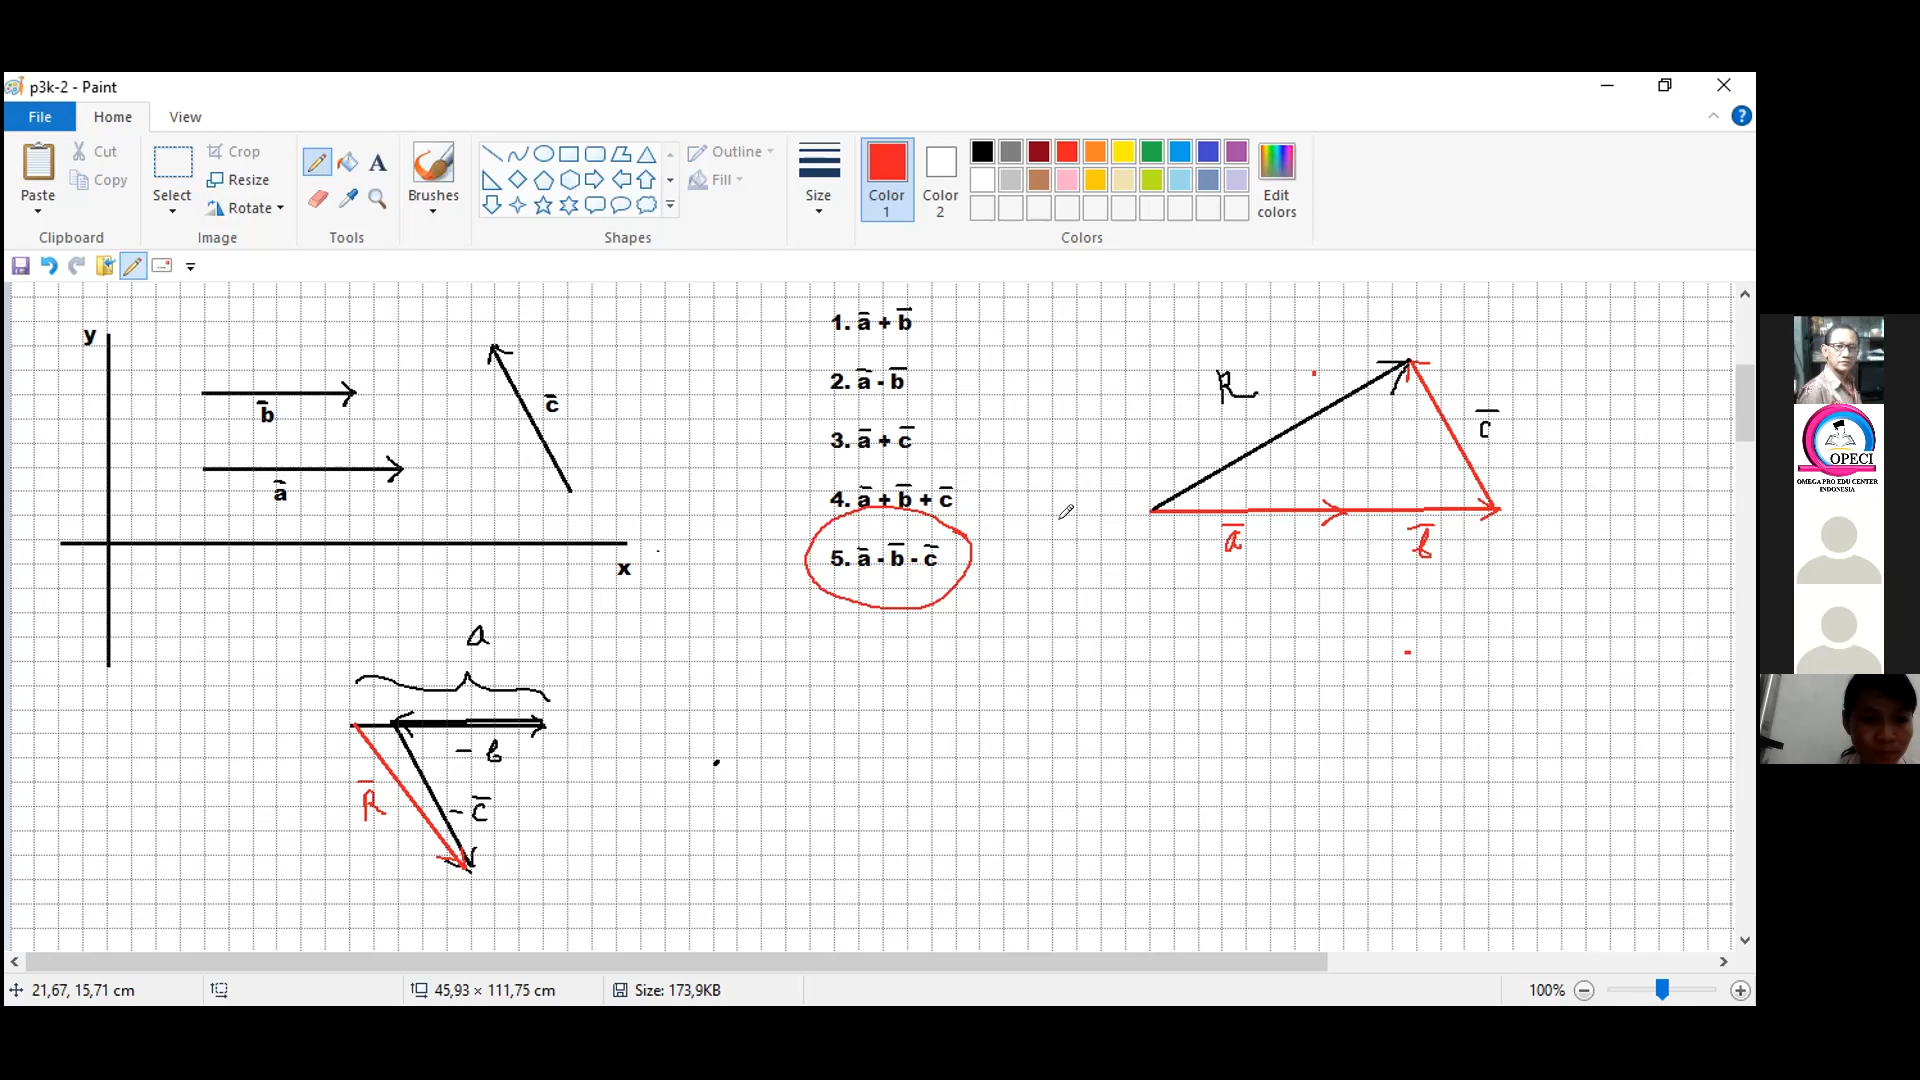 p3k-2 - Paint
File
Home
View
Paste
Cut
Copy
Clipboard
Select
Crop
Resize
Rotate
Image
Tools
Brushes
Shapes
Outline
Fill
Size
Color 1
Color 2
Edit colors
Colors
y
b̄
ā
c̄
x
1. ā + b̄
2. ā - b̄
3. ā + c̄
4. ā + b̄ + c̄
5. ā - b̄ - c̄
R
c̄
ā
b̄
a
- b
- c̄
R̄
OPECI
OMEGA PRO EDU CENTER
INDONESIA
21,67, 15,71 cm
45,93 × 111,75 cm
Size: 173,9KB
100%